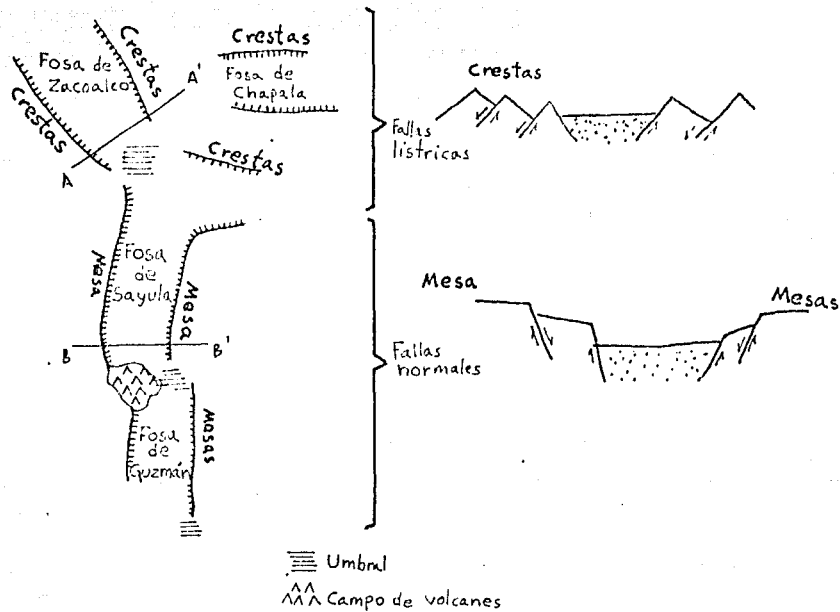 Crestas
Fosa de
Zacoalco
Crestas
Crestas
A
A'
Crestas
Fosa de
Chapala
Crestas
Fallas
lístricas
Crestas
Mesa
Fosa
de
Sayula
Mesa
B
B'
Fosa
de
Guzmán
Mesas
Fallas
normales
Mesa
Mesas
Umbral
Campo de volcanes